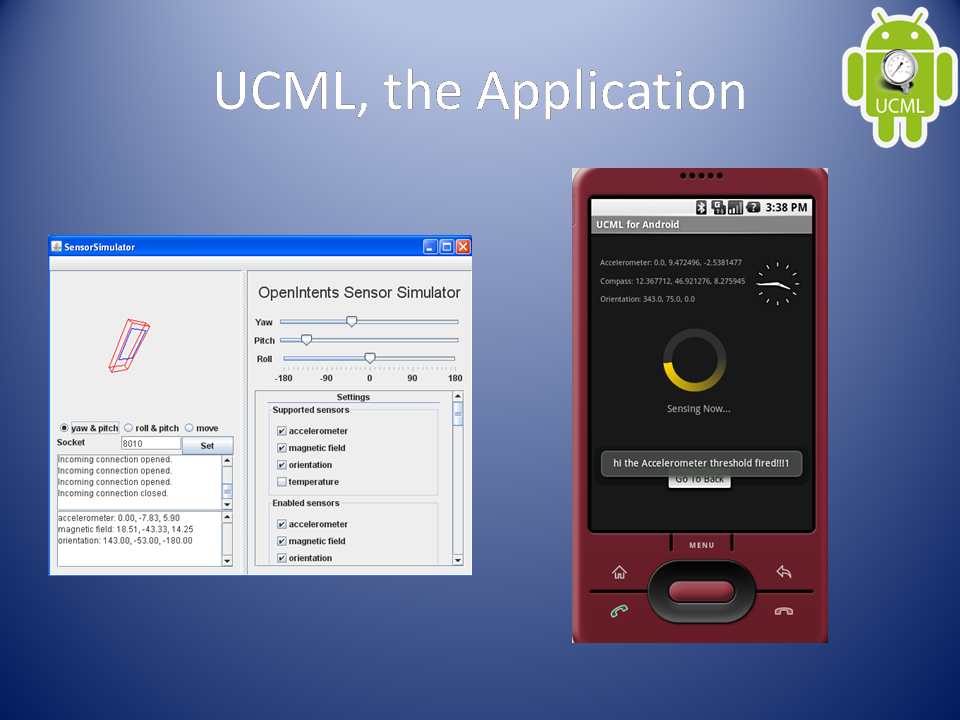 UCML, the Application
UCML
SensorSimulator
OpenIntents Sensor Simulator
Yaw
Pitch
Roll
-180 -90 0 90 180
Settings
Supported sensors
accelerometer
magnetic field
orientation
temperature
Enabled sensors
accelerometer
magnetic field
orientation
yaw & pitch roll & pitch move
Socket 8010 Set
Incoming connection opened.
Incoming connection opened.
Incoming connection opened.
Incoming connection closed.
accelerometer: 0.00, -7.83, 5.90
magnetic field: 18.51, -43.33, 14.25
orientation: 143.00, -53.00, -180.00
3:38 PM
UCML for Android
Accelerometer: 0.0, 9.472496, -2.5381477
Compass: 12.367712, 46.921276, 8.275945
Orientation: 343.0, 75.0, 0.0
Sensing Now...
hi the Accelerometer threshold fired!!!1
Go To Back
MENU